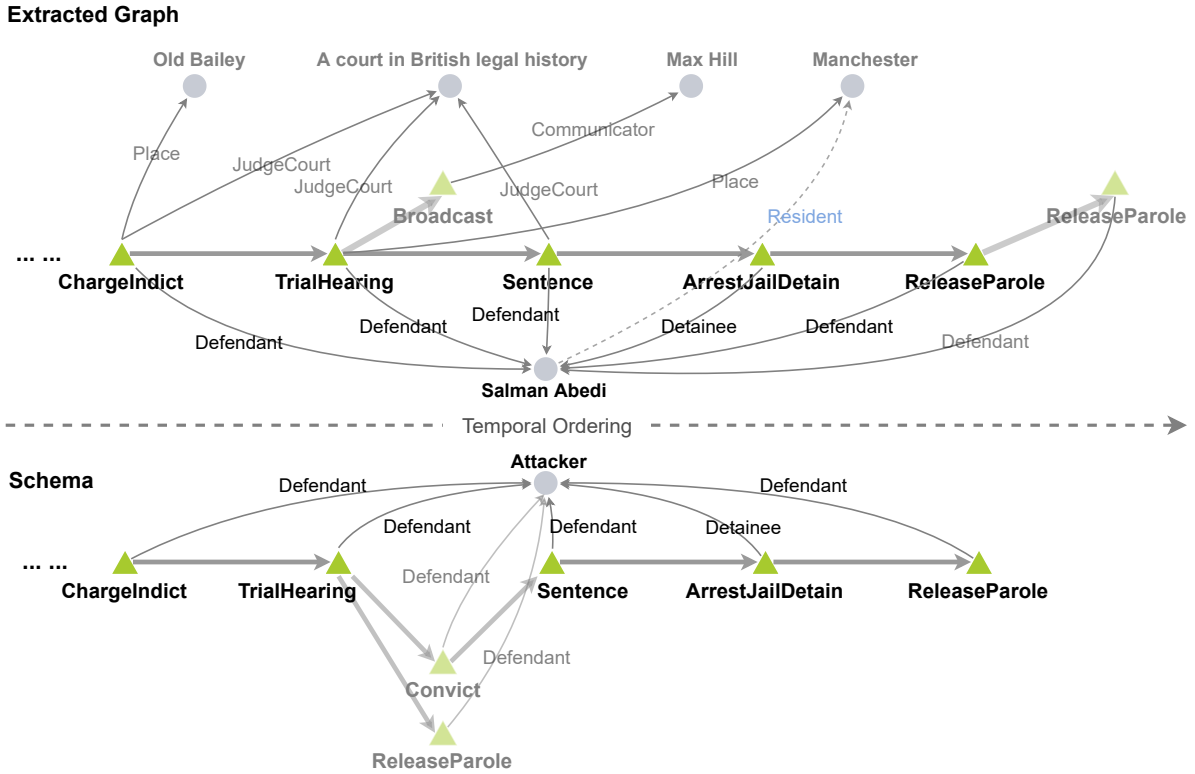 Extracted Graph
Old Bailey
A court in British legal history
Max Hill
Manchester
Communicator
Place
JudgeCourt
JudgeCourt
JudgeCourt
Place
Broadcast
Resident
ReleaseParole
... ...
ChargeIndict
TrialHearing
Sentence
ArrestJailDetain
ReleaseParole
Defendant
Defendant
Defendant
Detainee
Defendant
Defendant
Salman Abedi
Temporal Ordering
Attacker
Schema
Defendant
Defendant
Defendant
Defendant
Detainee
Defendant
... ...
ChargeIndict
TrialHearing
Sentence
ArrestJailDetain
ReleaseParole
Defendant
Convict
ReleaseParole